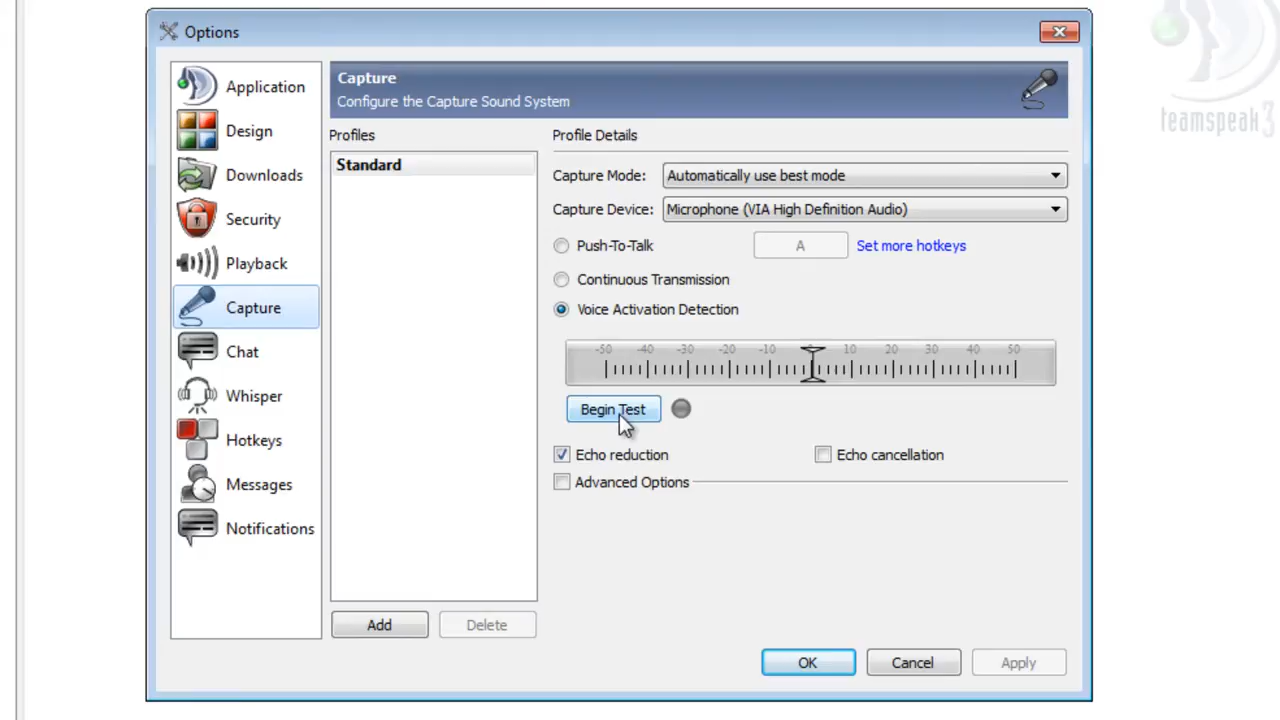 Options
teamspeak 3
Application
Design
Downloads
Security
Playback
Capture
Chat
Whisper
Hotkeys
Messages
Notifications
Capture
Configure the Capture Sound System
Profiles
Standard
Add
Delete
Profile Details
Capture Mode: Automatically use best mode
Capture Device: Microphone (VIA High Definition Audio)
Push-To-Talk A Set more hotkeys
Continuous Transmission
Voice Activation Detection
-50 -40 -30 -20 -10 10 20 30 40 50
Begin Test
Echo reduction Echo cancellation
Advanced Options
OK Cancel Apply